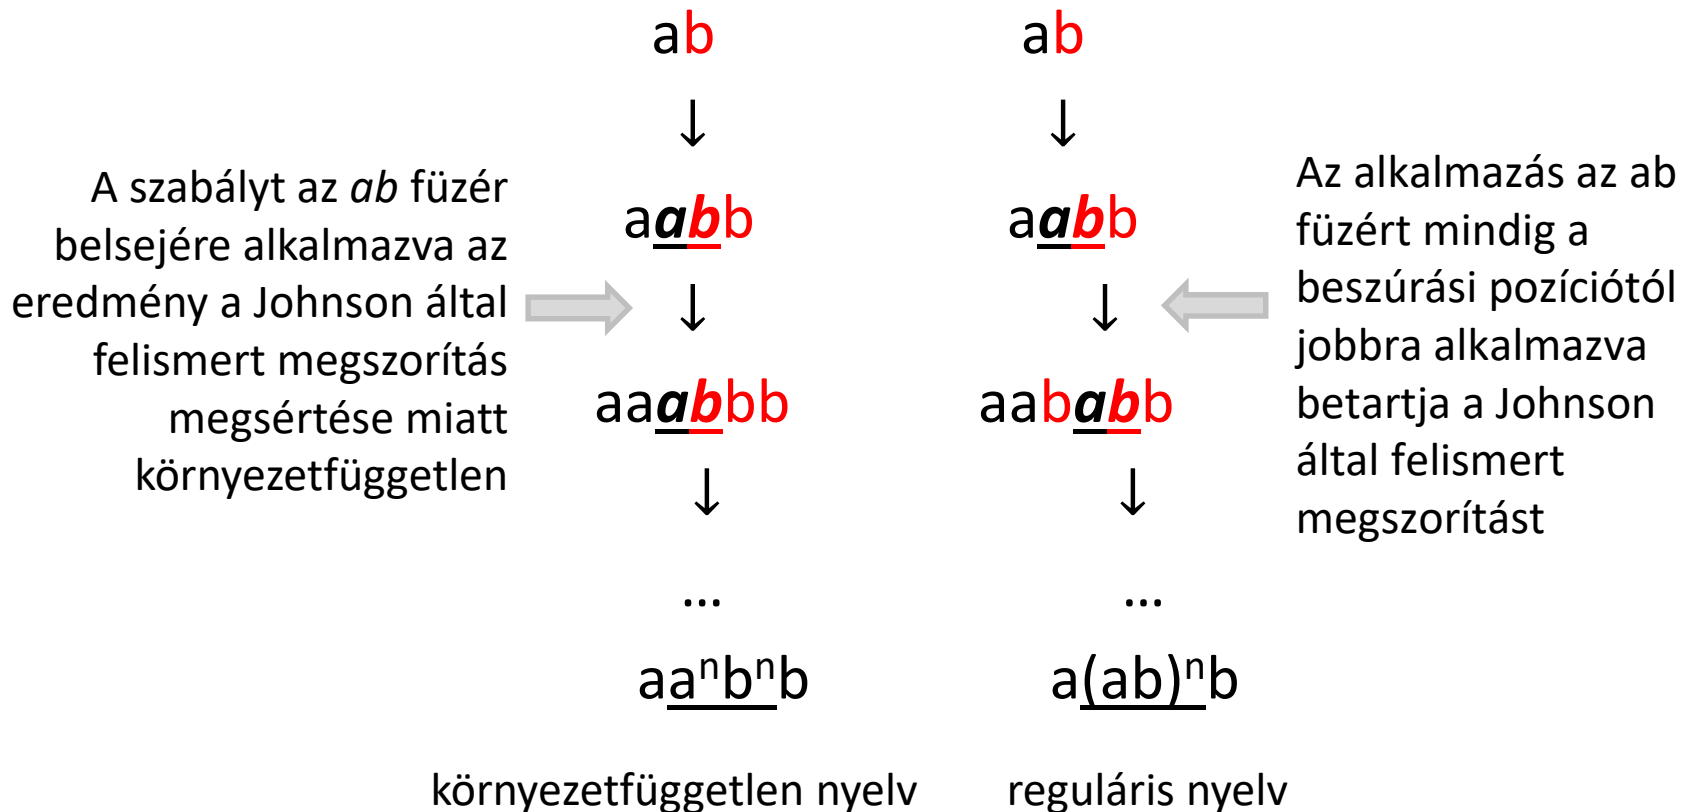 ab
↓
aabb
↓
aaabbb
↓
...
aaⁿbⁿb
környezetfüggetlen nyelv
A szabályt az ab füzér
belsejére alkalmazva az
eredmény a Johnson által
felismert megszorítás
megsértése miatt
környezetfüggetlen
ab
↓
aabb
↓
aababb
↓
...
a(ab)ⁿb
reguláris nyelv
Az alkalmazás az ab
füzért mindig a
beszúrási pozíciótól
jobbra alkalmazva
betartja a Johnson
által felismert
megszorítást